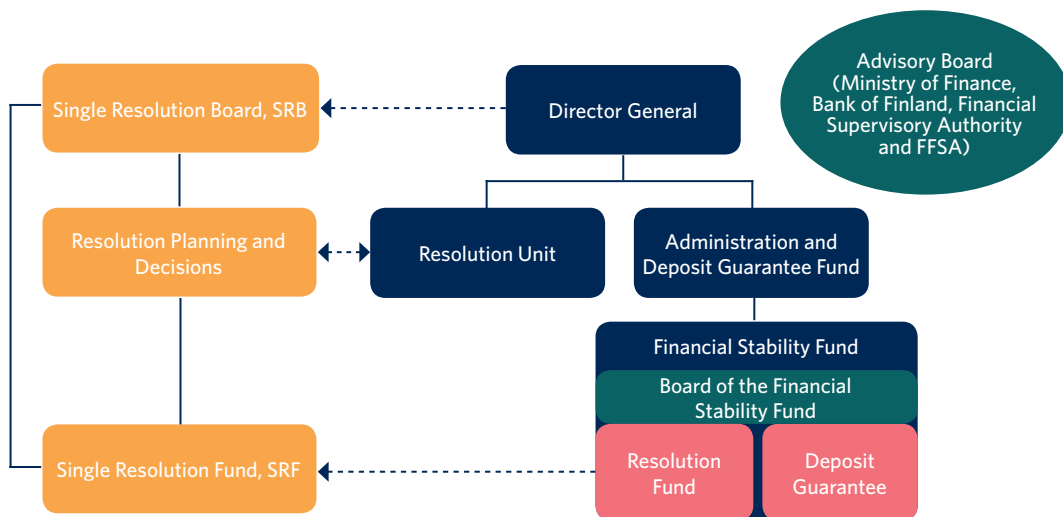 Advisory Board
(Ministry of Finance,
Bank of Finland, Financial
Supervisory Authority
and FFSA)
Single Resolution Board, SRB
Director General
Resolution Planning and
Decisions
Resolution Unit
Administration and
Deposit Guarantee Fund
Financial Stability Fund
Board of the Financial
Stability Fund
Single Resolution Fund, SRF
Resolution
Fund
Deposit
Guarantee